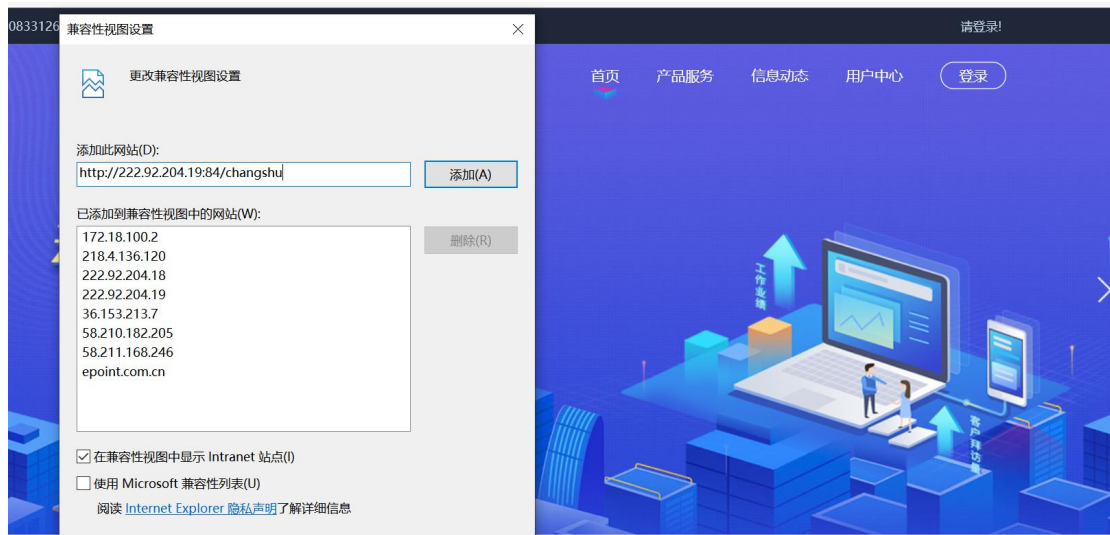 0833126
请登录!
首页 产品服务 信息动态 用户中心 登录
兼容性视图设置
更改兼容性视图设置
添加此网站(D):
http://222.92.204.19:84/changshu
添加(A)
已添加到兼容性视图中的网站(W):
删除(R)
172.18.100.2
218.4.136.120
222.92.204.18
222.92.204.19
36.153.213.7
58.210.182.205
58.211.168.246
epoint.com.cn
在兼容性视图中显示 Intranet 站点(I)
使用 Microsoft 兼容性列表(U)
阅读 Internet Explorer 隐私声明了解详细信息
工作业绩
客户拜访量